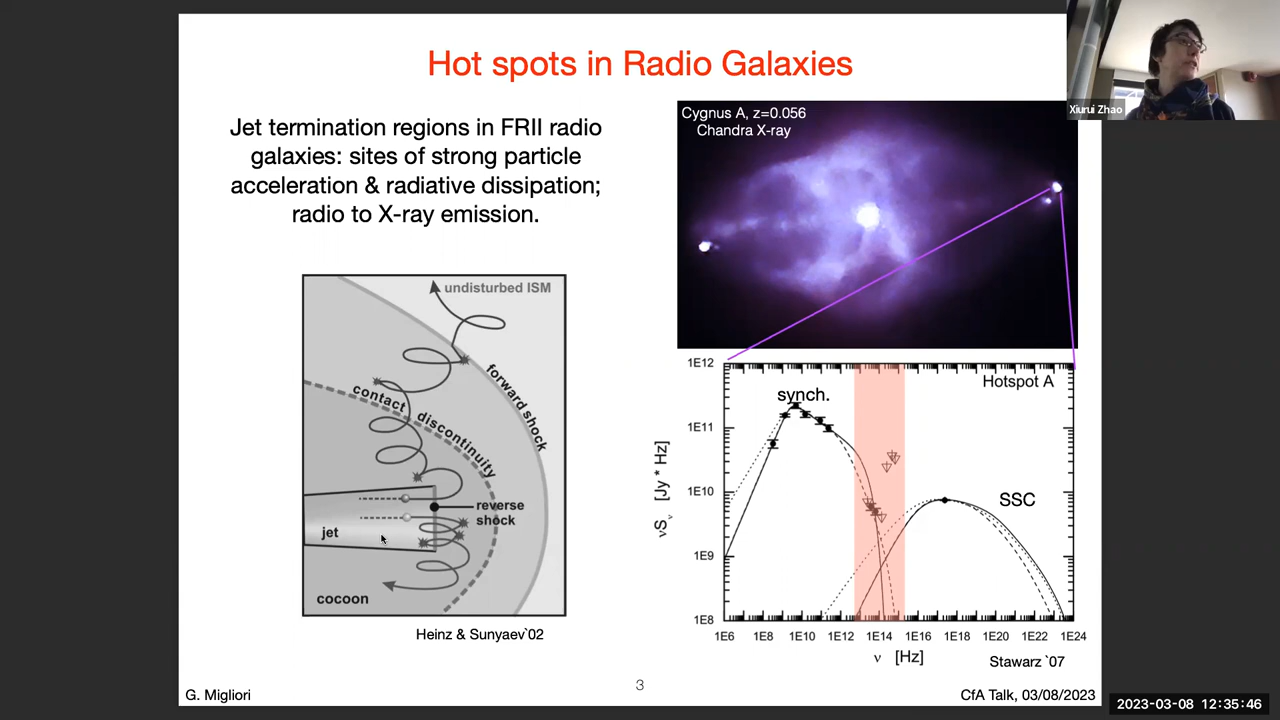 Hot spots in Radio Galaxies
Xiurui Zhao
Jet termination regions in FRII radio
galaxies: sites of strong particle
acceleration & radiative dissipation;
radio to X-ray emission.
Cygnus A, z=0.056
Chandra X-ray
undisturbed ISM
forward shock
contact discontinuity
reverse
shock
jet
cocoon
Heinz & Sunyaev`02
Hotspot A
synch.
SSC
νSν [Jy * Hz]
1E12
1E11
1E10
1E9
1E8
1E6 1E8 1E10 1E12 1E14 1E16 1E18 1E20 1E22 1E24
ν [Hz]
Stawarz `07
3
G. Migliori
CfA Talk, 03/08/2023
2023-03-08 12:35:46